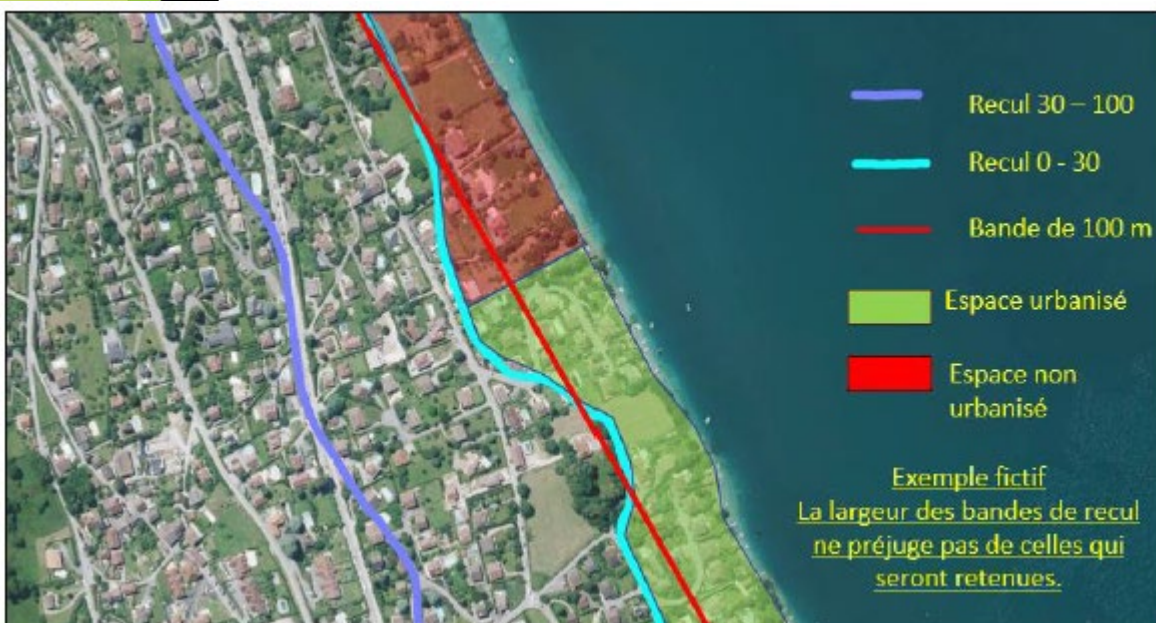 Recul 30 – 100
Recul 0 - 30
Bande de 100 m
Espace urbanisé
Espace non
urbanisé
Exemple fictif
La largeur des bandes de recul
ne préjuge pas de celles qui
seront retenues.